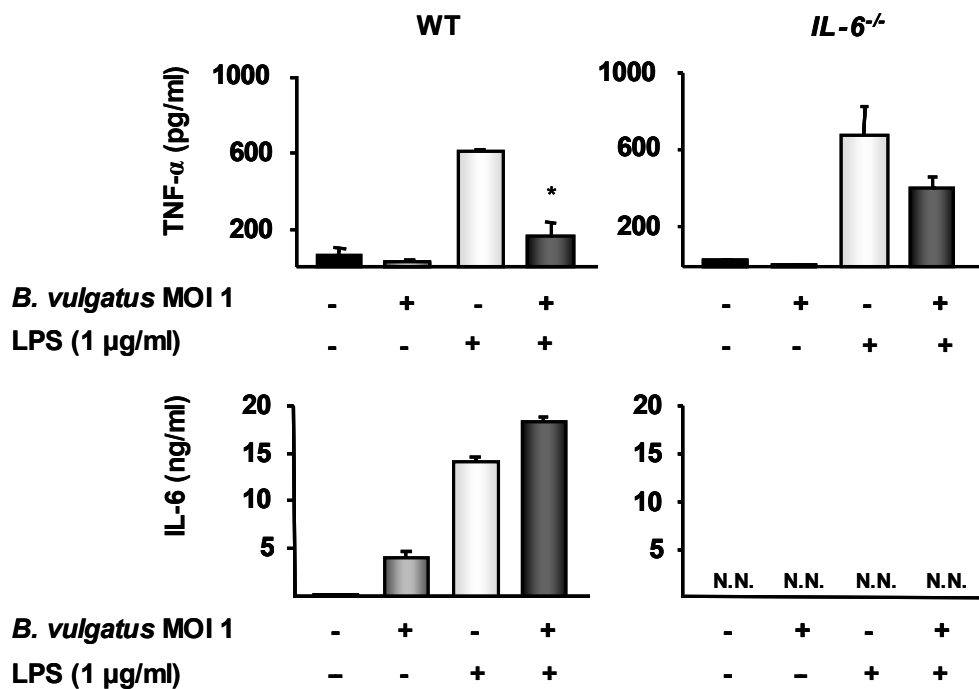 WT IL-6-/-
TNF-α (pg/ml)
1000 1000
600 600
200 200
B. vulgatus MOI 1 - + - + - + - +
LPS (1 µg/ml) - - + + - - + +
*
IL-6 (ng/ml)
20 20
15 15
10 10
5 5
N.N. N.N. N.N. N.N.
B. vulgatus MOI 1 - + - + - + - +
LPS (1 µg/ml) – - + + - – + +